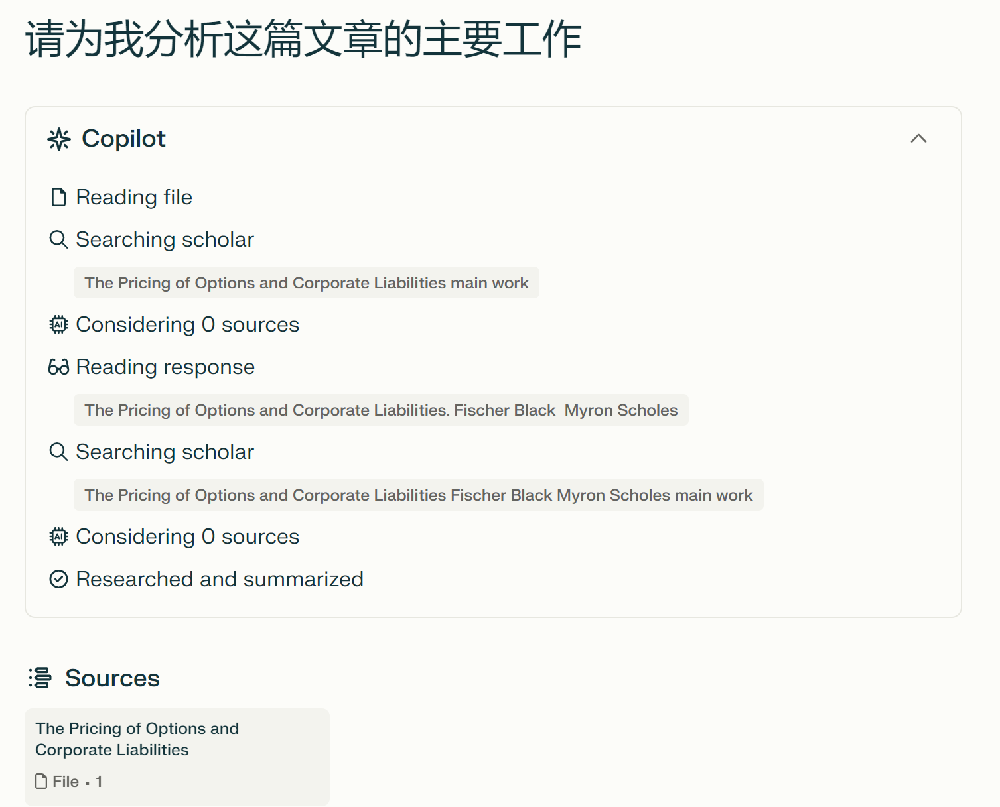 请为我分析这篇文章的主要工作
Copilot
Reading file
Searching scholar
The Pricing of Options and Corporate Liabilities main work
Considering 0 sources
Reading response
The Pricing of Options and Corporate Liabilities. Fischer Black  Myron Scholes
Searching scholar
The Pricing of Options and Corporate Liabilities Fischer Black Myron Scholes main work
Considering 0 sources
Researched and summarized
Sources
The Pricing of Options and
Corporate Liabilities
File · 1